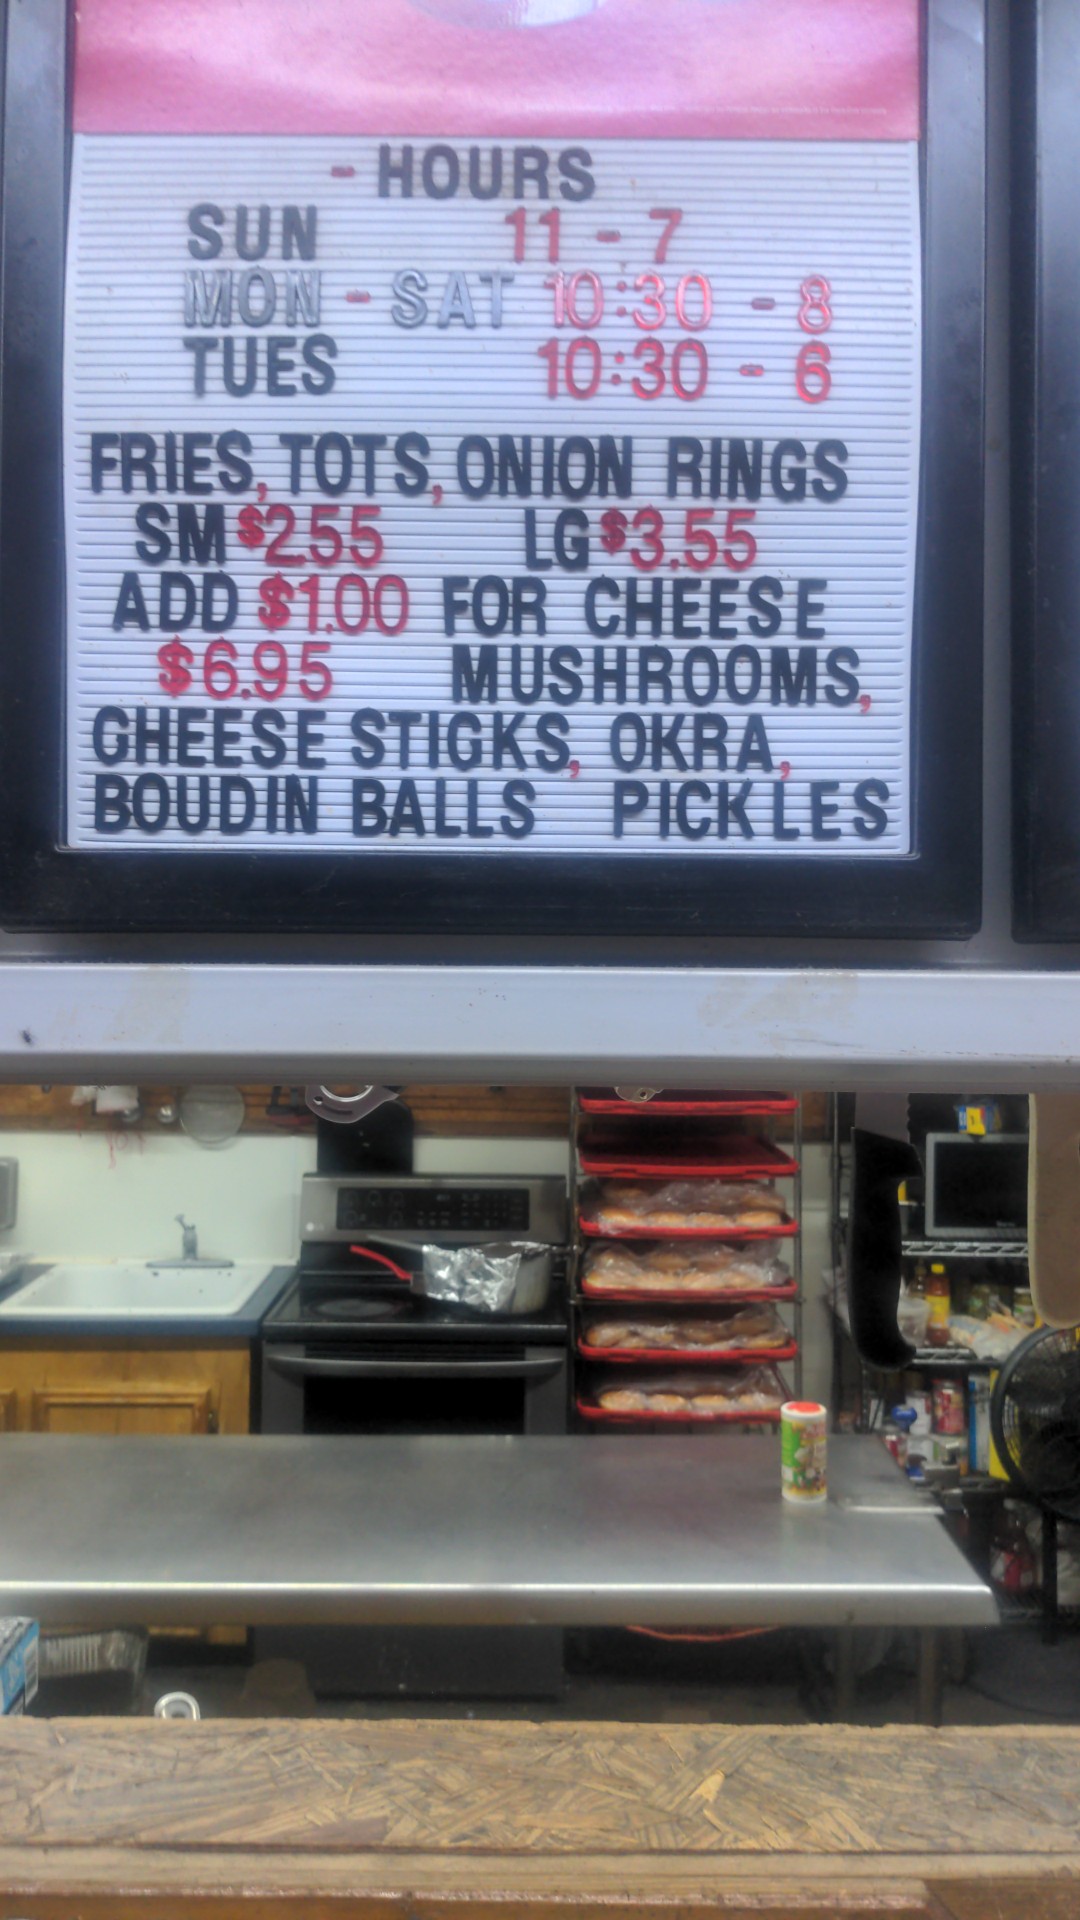 - HOURS
SUN 11 - 7
MON - SAT 10:30 - 8
TUES 10:30 - 6
FRIES, TOTS, ONION RINGS
SM $2.55 LG $3.55
ADD $1.00 FOR CHEESE
$6.95 MUSHROOMS,
CHEESE STICKS, OKRA,
BOUDIN BALLS PICKLES